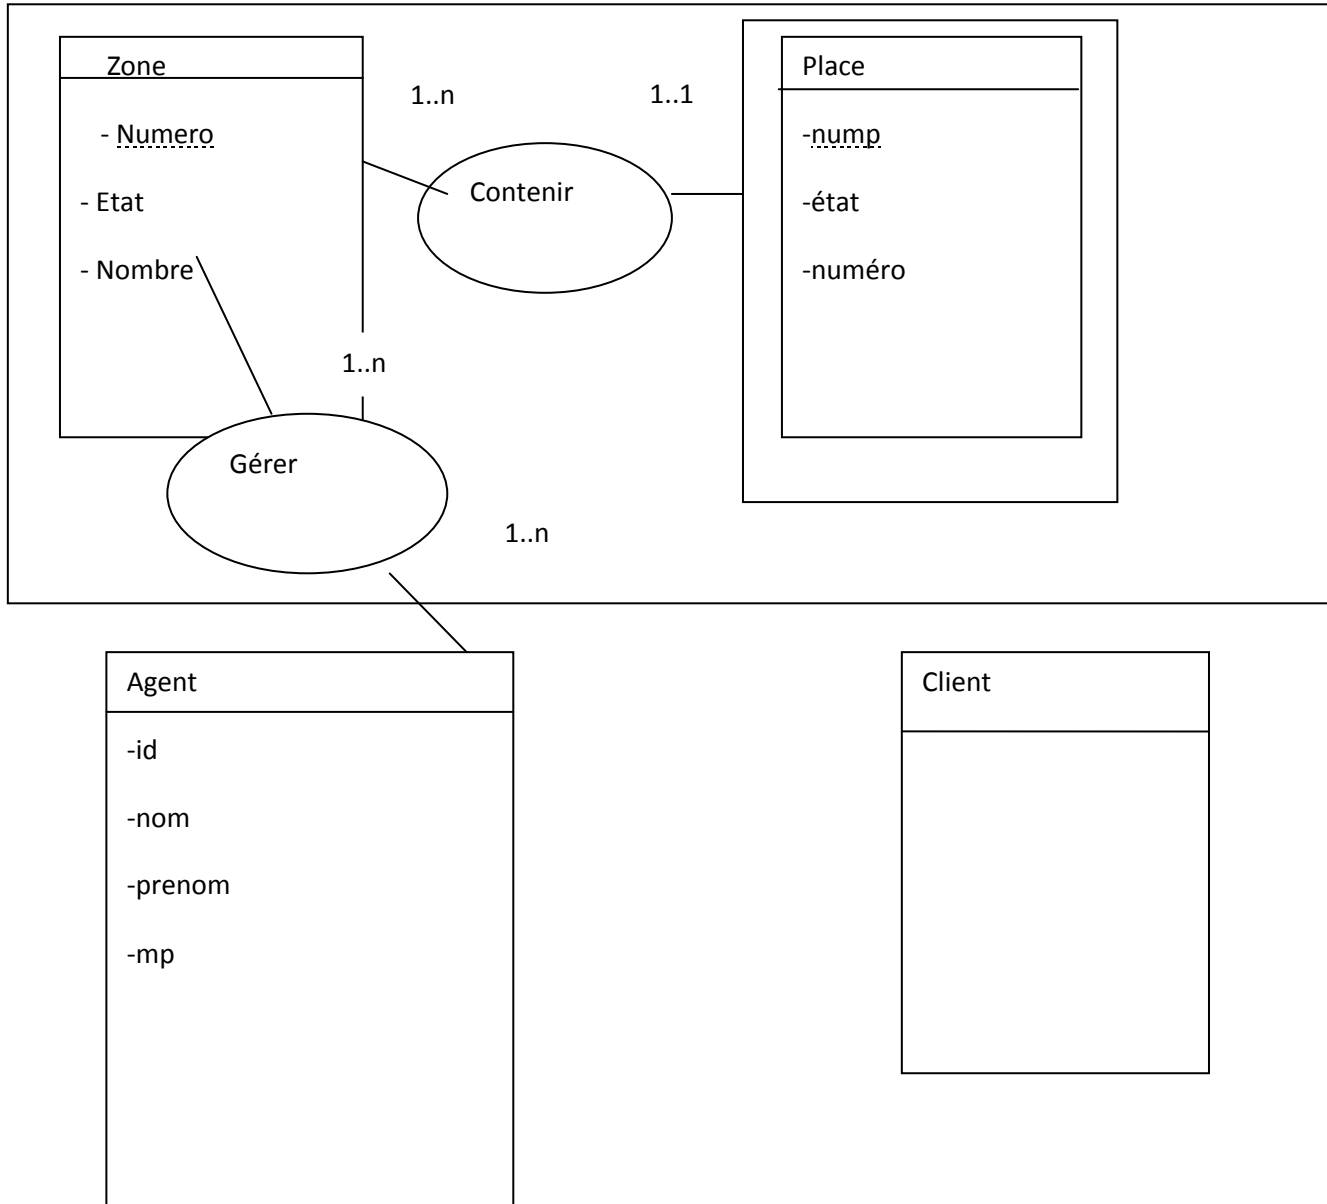 Zone
- Numero
- Etat
- Nombre
1..n
1..1
Contenir
Place
-nump
-état
-numéro
1..n
Gérer
1..n
Agent
-id
-nom
-prenom
-mp
Client